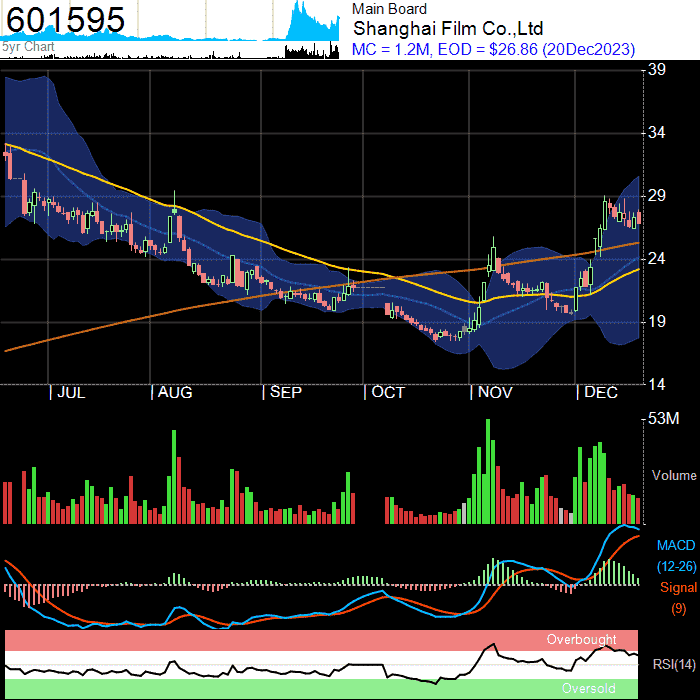 601595
5yr Chart
Main Board
Shanghai Film Co.,Ltd
MC = 1.2M, EOD = $26.86 (20Dec2023)
39
34
29
24
19
14
JUL
AUG
SEP
OCT
NOV
DEC
53M
Volume
MACD
(12-26)
Signal
(9)
Overbought
RSI(14)
Oversold